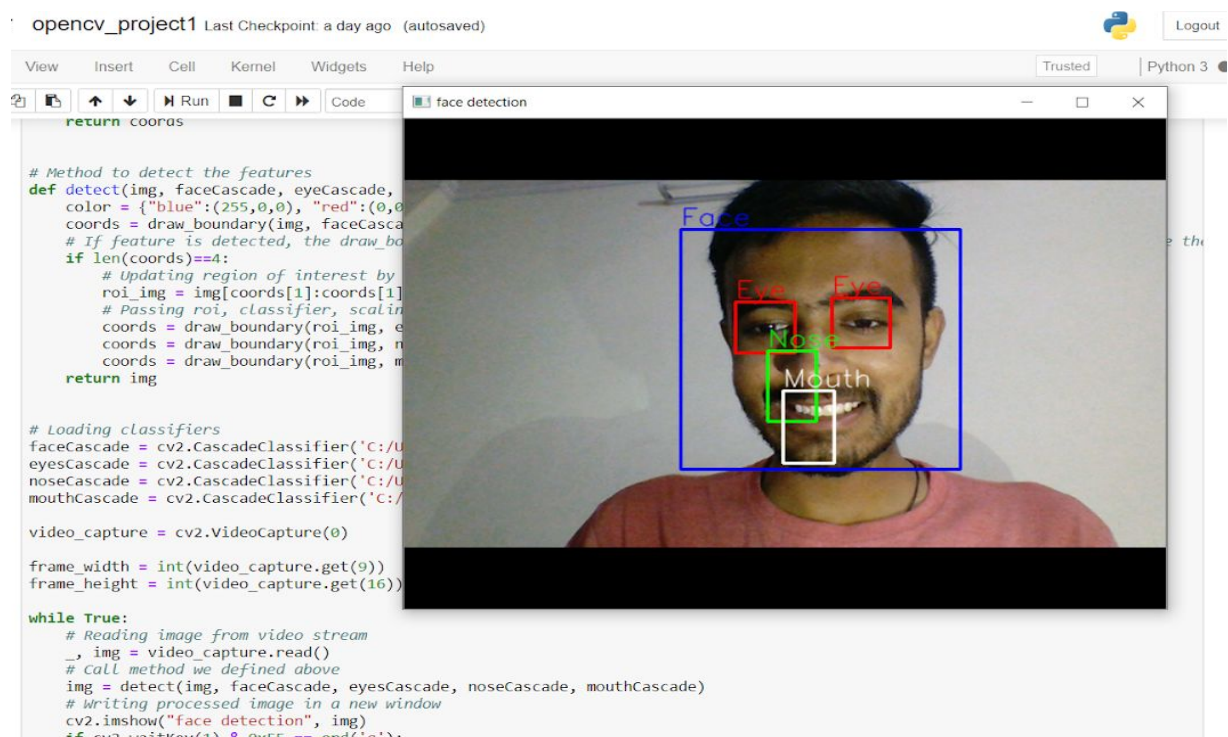 opencv_project1 Last Checkpoint: a day ago (autosaved)
Logout
View Insert Cell Kernel Widgets Help
Trusted Python 3
Run Code
face detection
return coords
# Method to detect the features
def detect(img, faceCascade, eyeCascade,
color = {"blue":(255,0,0), "red":(0,0
coords = draw_boundary(img, faceCasca
# If feature is detected, the draw_bo
the
if len(coords)==4:
# Updating region of interest by
roi_img = img[coords[1]:coords[1]
# Passing roi, classifier, scalin
coords = draw_boundary(roi_img, e
coords = draw_boundary(roi_img, n
coords = draw_boundary(roi_img, m
return img
Face
Eye Eye
Nose
Mouth
# Loading classifiers
faceCascade = cv2.CascadeClassifier('C:/U
eyesCascade = cv2.CascadeClassifier('C:/U
noseCascade = cv2.CascadeClassifier('C:/U
mouthCascade = cv2.CascadeClassifier('C:/
video_capture = cv2.VideoCapture(0)
frame_width = int(video_capture.get(9))
frame_height = int(video_capture.get(16))
while True:
# Reading image from video stream
_, img = video_capture.read()
# Call method we defined above
img = detect(img, faceCascade, eyesCascade, noseCascade, mouthCascade)
# Writing processed image in a new window
cv2.imshow("face detection", img)